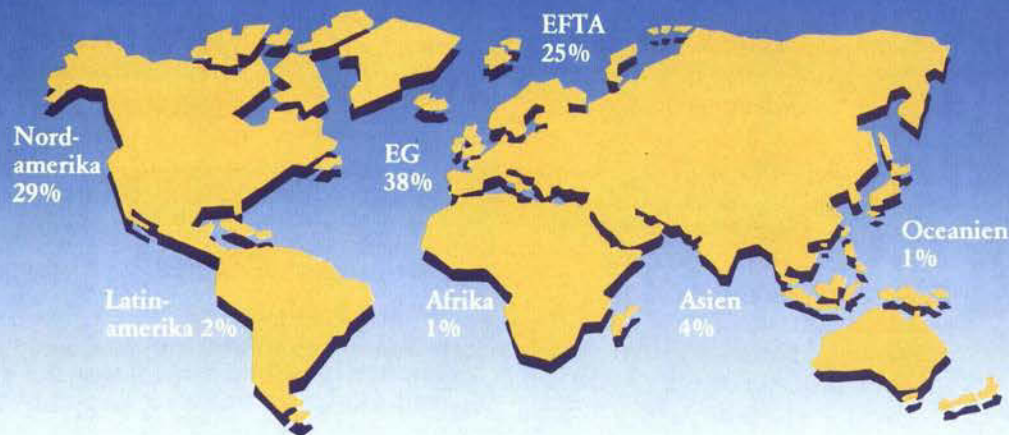 EFTA
25%
Nord-
amerika
29%
EG
38%
Oceanien
1%
Latin-
amerika 2%
Afrika
1%
Asien
4%